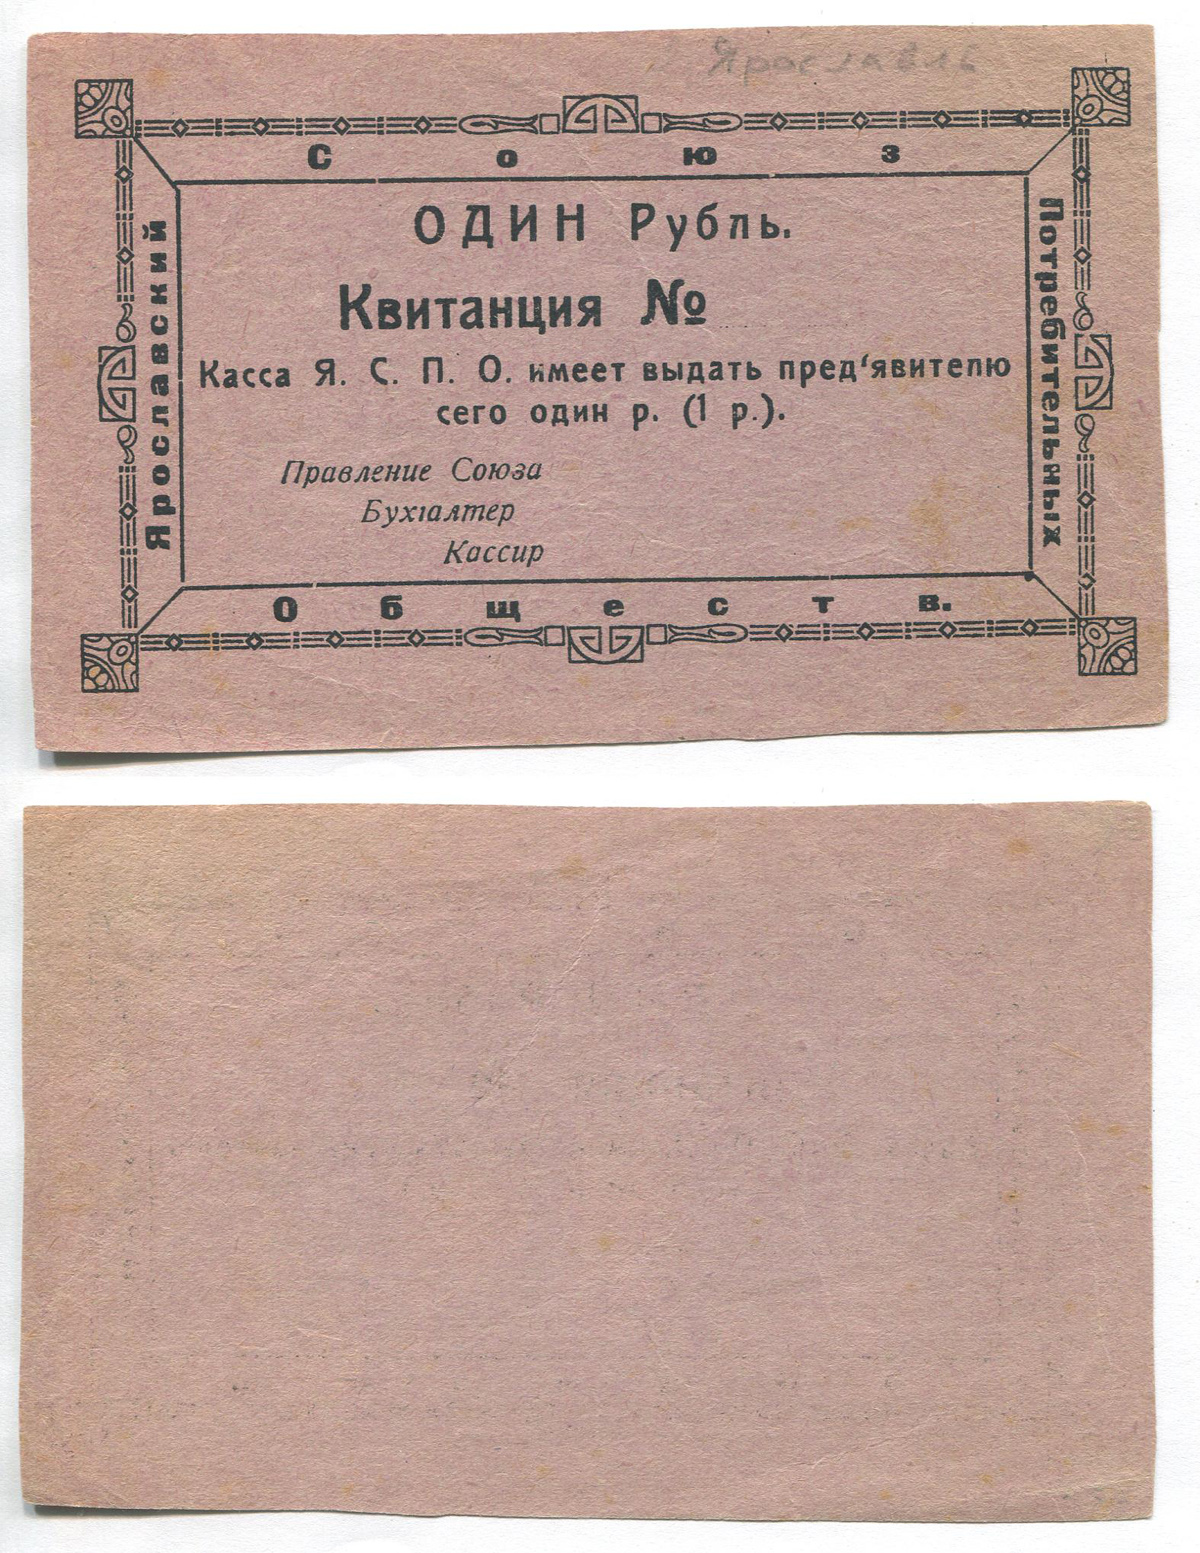 Ярославль
Союз
Ярославский
Потребительных
ОДИН Рубль.
Квитанция №
Касса Я. С. П. О. имеет выдать пред'явителю
сего один р. (1 р.).
Правление Союза
Бухгалтер
Кассир
Обществ.